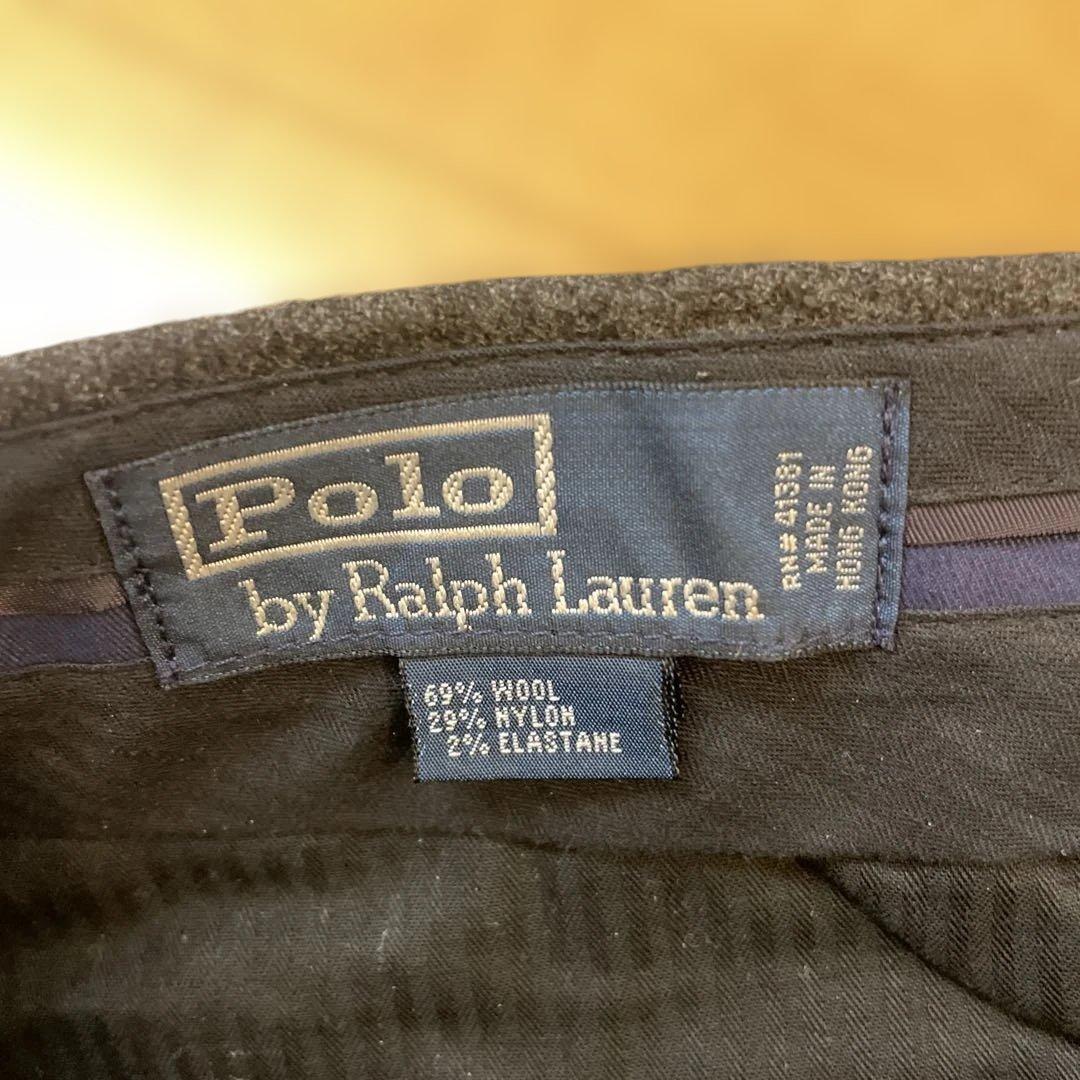 Polo
by Ralph Lauren
RN# 41381
MADE IN
HONG KONG
69% WOOL
29% NYLON
2% ELASTANE